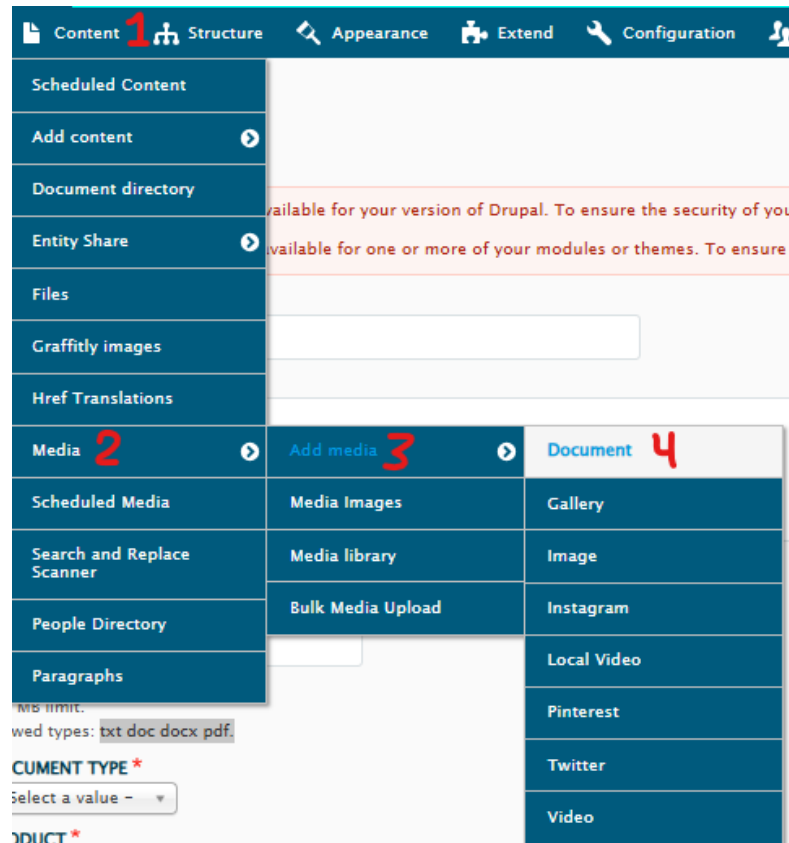 Content 1 Structure Appearance Extend Configuration
Scheduled Content
Add content
Document directory
vailable for your version of Drupal. To ensure the security of you
Entity Share
vailable for one or more of your modules or themes. To ensure
Files
Graffitly images
Href Translations
Media 2 Add media 3 Document 4
Scheduled Media Media Images Gallery
Search and Replace Scanner Media library Image
People Directory Bulk Media Upload Instagram
Paragraphs Local Video
MB limit. Pinterest
wed types: txt doc docx pdf.
CUMENT TYPE * Twitter
Select a value –
Video
ODUCT *